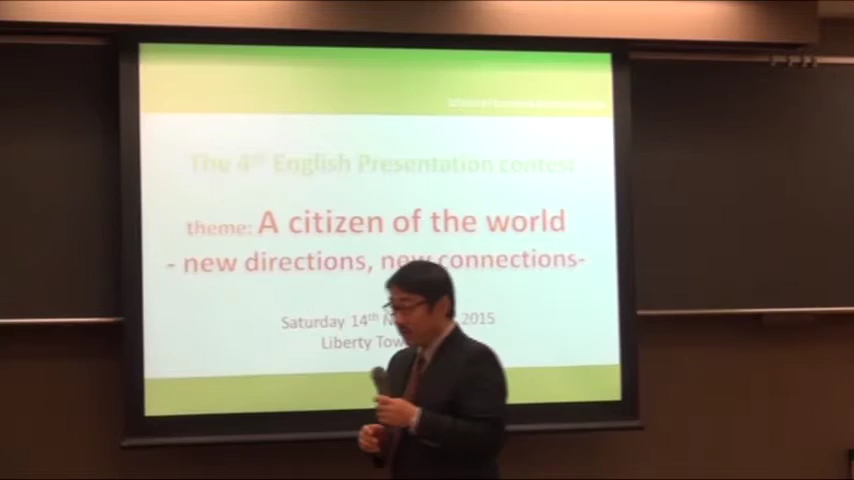 The 4th English Presentation contest
theme: A citizen of the world
- new directions, new connections-
Saturday 14th 2015
Liberty